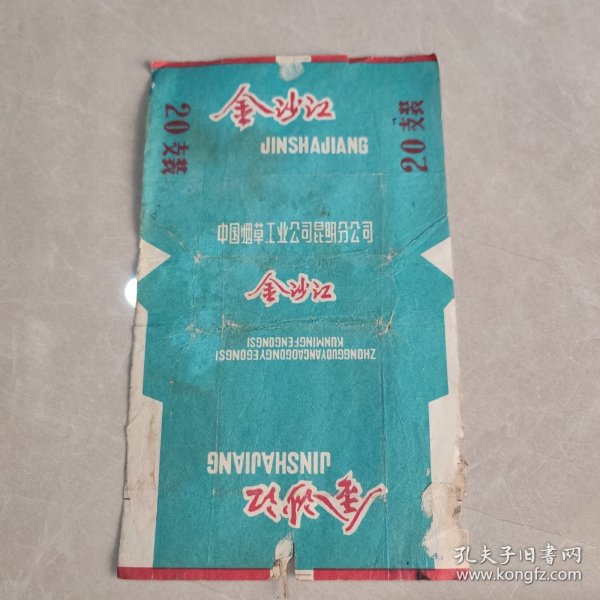 金沙江
JINSHAJIANG
20支装
20支装
中国烟草工业公司昆明分公司
金沙江
ZHONGGUOYANCAOGONGYEGONGSI
KUNMINGFENGONGSI
JINSHAJIANG
金沙江
孔夫子旧书网
www.kongfz.com